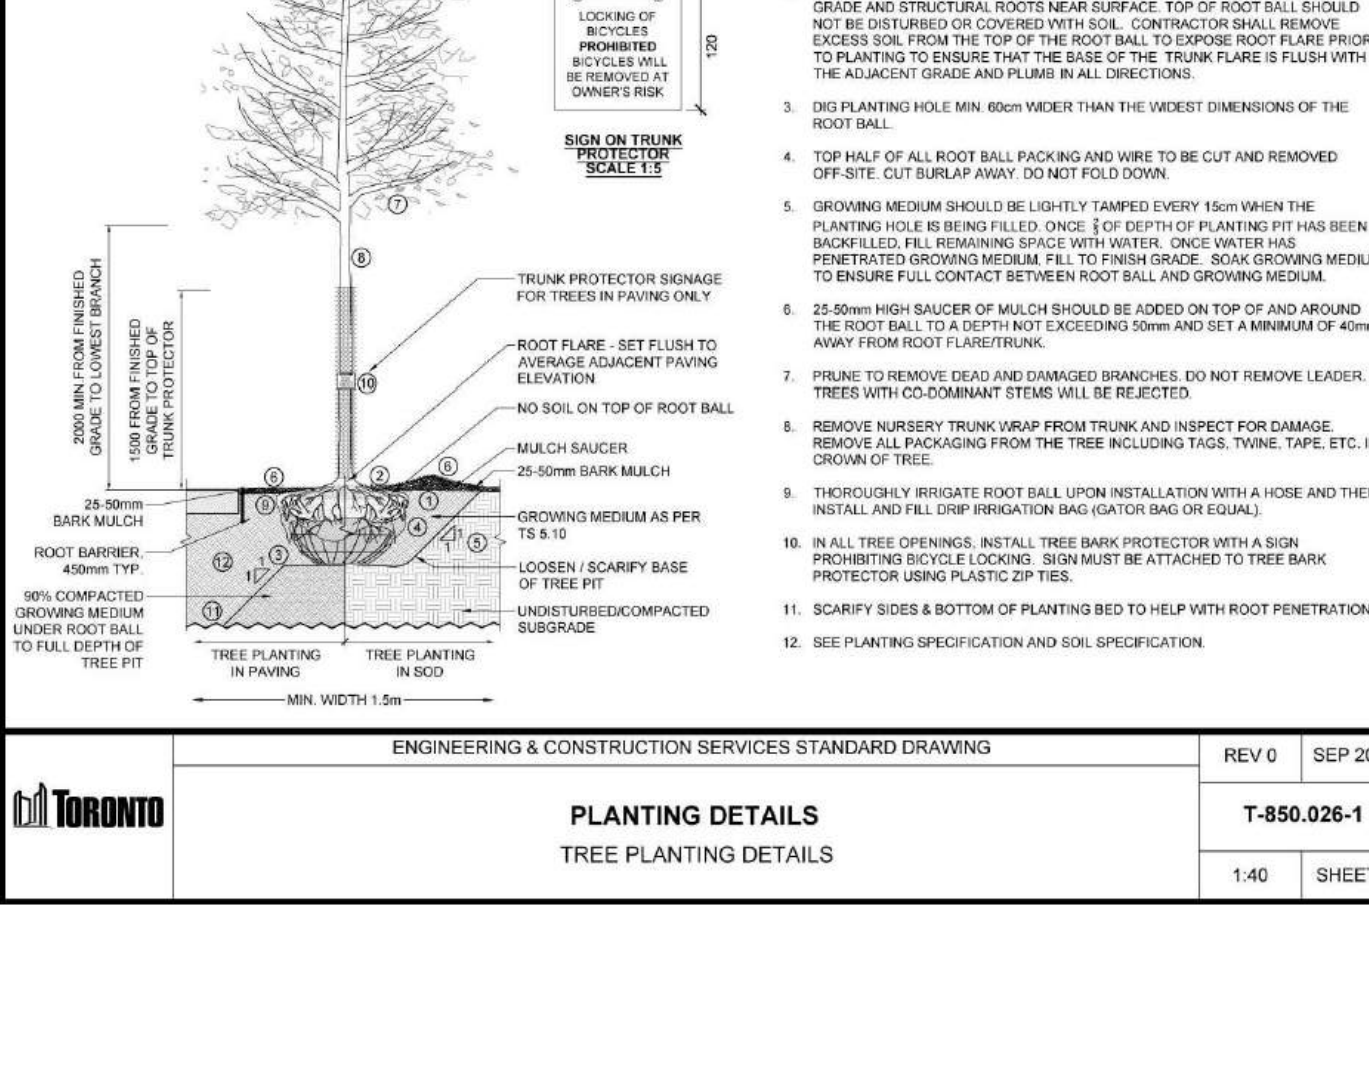 LOCKING OF
BICYCLES
PROHIBITED
BICYCLES WILL
BE REMOVED AT
OWNER'S RISK
120
SIGN ON TRUNK
PROTECTOR
SCALE 1:5
2000 MIN.FROM FINISHED
GRADE TO LOWEST BRANCH
1500 FROM FINISHED
GRADE TO TOP OF
TRUNK PROTECTOR
7
8
10
6
2
6
9
1
4
5
3
12
11
1
1
1
1
TRUNK PROTECTOR SIGNAGE
FOR TREES IN PAVING ONLY
ROOT FLARE - SET FLUSH TO
AVERAGE ADJACENT PAVING
ELEVATION
NO SOIL ON TOP OF ROOT BALL
MULCH SAUCER
25-50mm BARK MULCH
GROWING MEDIUM AS PER
TS 5.10
LOOSEN / SCARIFY BASE
OF TREE PIT
UNDISTURBED/COMPACTED
SUBGRADE
25-50mm
BARK MULCH
ROOT BARRIER,
450mm TYP.
90% COMPACTED
GROWING MEDIUM
UNDER ROOT BALL
TO FULL DEPTH OF
TREE PIT
TREE PLANTING
IN PAVING
TREE PLANTING
IN SOD
MIN. WIDTH 1.5m
GRADE AND STRUCTURAL ROOTS NEAR SURFACE. TOP OF ROOT BALL SHOULD
NOT BE DISTURBED OR COVERED WITH SOIL. CONTRACTOR SHALL REMOVE
EXCESS SOIL FROM THE TOP OF THE ROOT BALL TO EXPOSE ROOT FLARE PRIOR
TO PLANTING TO ENSURE THAT THE BASE OF THE TRUNK FLARE IS FLUSH WITH
THE ADJACENT GRADE AND PLUMB IN ALL DIRECTIONS.
3. DIG PLANTING HOLE MIN. 60cm WIDER THAN THE WIDEST DIMENSIONS OF THE
ROOT BALL.
4. TOP HALF OF ALL ROOT BALL PACKING AND WIRE TO BE CUT AND REMOVED
OFF-SITE. CUT BURLAP AWAY. DO NOT FOLD DOWN.
5. GROWING MEDIUM SHOULD BE LIGHTLY TAMPED EVERY 15cm WHEN THE
PLANTING HOLE IS BEING FILLED. ONCE 2/3 OF DEPTH OF PLANTING PIT HAS BEEN
BACKFILLED, FILL REMAINING SPACE WITH WATER. ONCE WATER HAS
PENETRATED GROWING MEDIUM, FILL TO FINISH GRADE. SOAK GROWING MEDIU
TO ENSURE FULL CONTACT BETWEEN ROOT BALL AND GROWING MEDIUM.
6. 25-50mm HIGH SAUCER OF MULCH SHOULD BE ADDED ON TOP OF AND AROUND
THE ROOT BALL TO A DEPTH NOT EXCEEDING 50mm AND SET A MINIMUM OF 40m
AWAY FROM ROOT FLARE/TRUNK.
7. PRUNE TO REMOVE DEAD AND DAMAGED BRANCHES. DO NOT REMOVE LEADER.
TREES WITH CO-DOMINANT STEMS WILL BE REJECTED.
8. REMOVE NURSERY TRUNK WRAP FROM TRUNK AND INSPECT FOR DAMAGE.
REMOVE ALL PACKAGING FROM THE TREE INCLUDING TAGS, TWINE, TAPE, ETC. I
CROWN OF TREE.
9. THOROUGHLY IRRIGATE ROOT BALL UPON INSTALLATION WITH A HOSE AND THE
INSTALL AND FILL DRIP IRRIGATION BAG (GATOR BAG OR EQUAL).
10. IN ALL TREE OPENINGS, INSTALL TREE BARK PROTECTOR WITH A SIGN
PROHIBITING BICYCLE LOCKING. SIGN MUST BE ATTACHED TO TREE BARK
PROTECTOR USING PLASTIC ZIP TIES.
11. SCARIFY SIDES & BOTTOM OF PLANTING BED TO HELP WITH ROOT PENETRATION
12. SEE PLANTING SPECIFICATION AND SOIL SPECIFICATION.
TORONTO
ENGINEERING & CONSTRUCTION SERVICES STANDARD DRAWING
PLANTING DETAILS
TREE PLANTING DETAILS
REV 0
SEP 20
T-850.026-1
1:40
SHEET